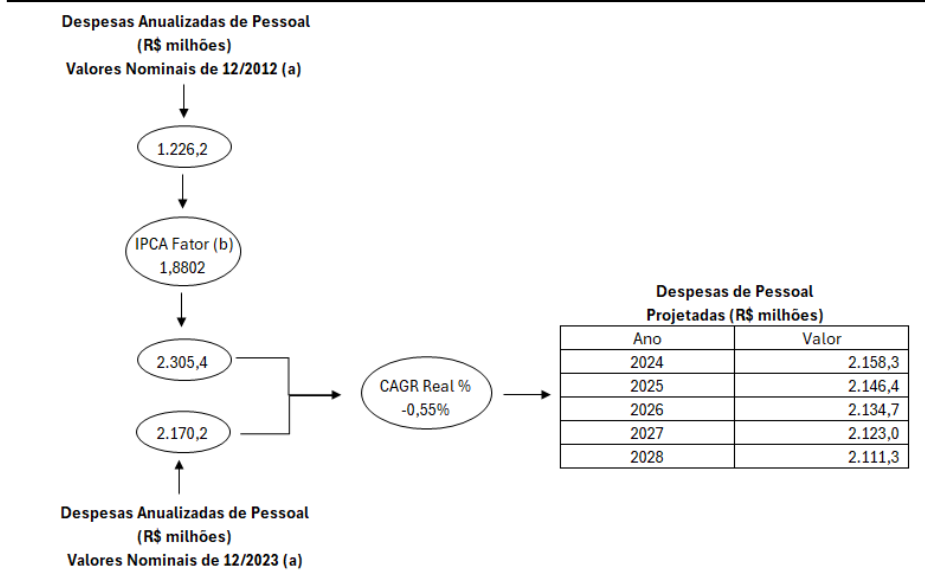 Despesas Anualizadas de Pessoal
(R$ milhões)
Valores Nominais de 12/2012 (a)
1.226,2
IPCA Fator (b)
1,8802
2.305,4
2.170,2
Despesas Anualizadas de Pessoal
(R$ milhões)
Valores Nominais de 12/2023 (a)
CAGR Real %
-0,55%
Despesas de Pessoal
Projetadas (R$ milhões)
Ano Valor
2024 2.158,3
2025 2.146,4
2026 2.134,7
2027 2.123,0
2028 2.111,3